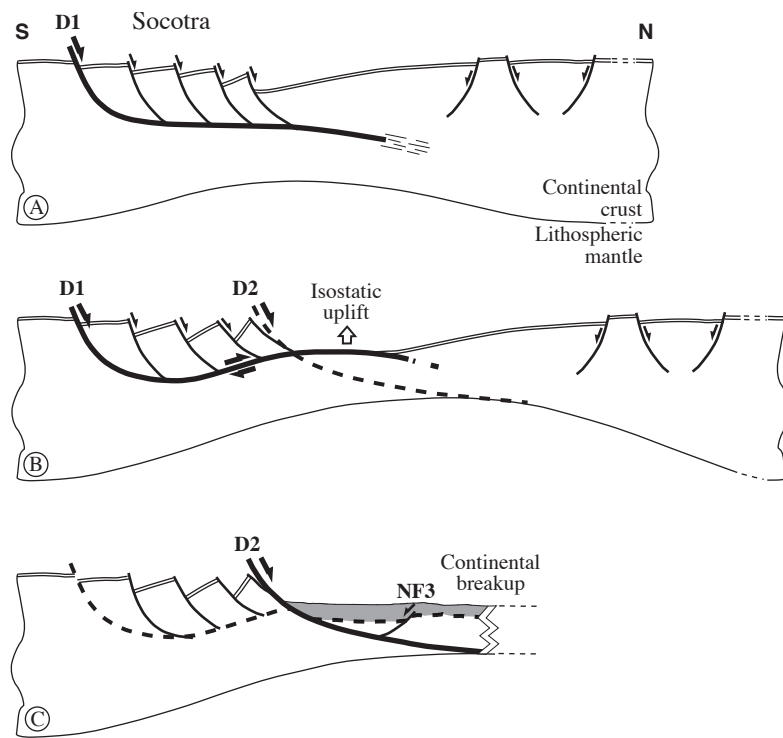 D1
Socotra
S
N
Continental
crust
Lithospheric
mantle
A
D1
D2
Isostatic
uplift
B
D2
Continental
breakup
NF3
C